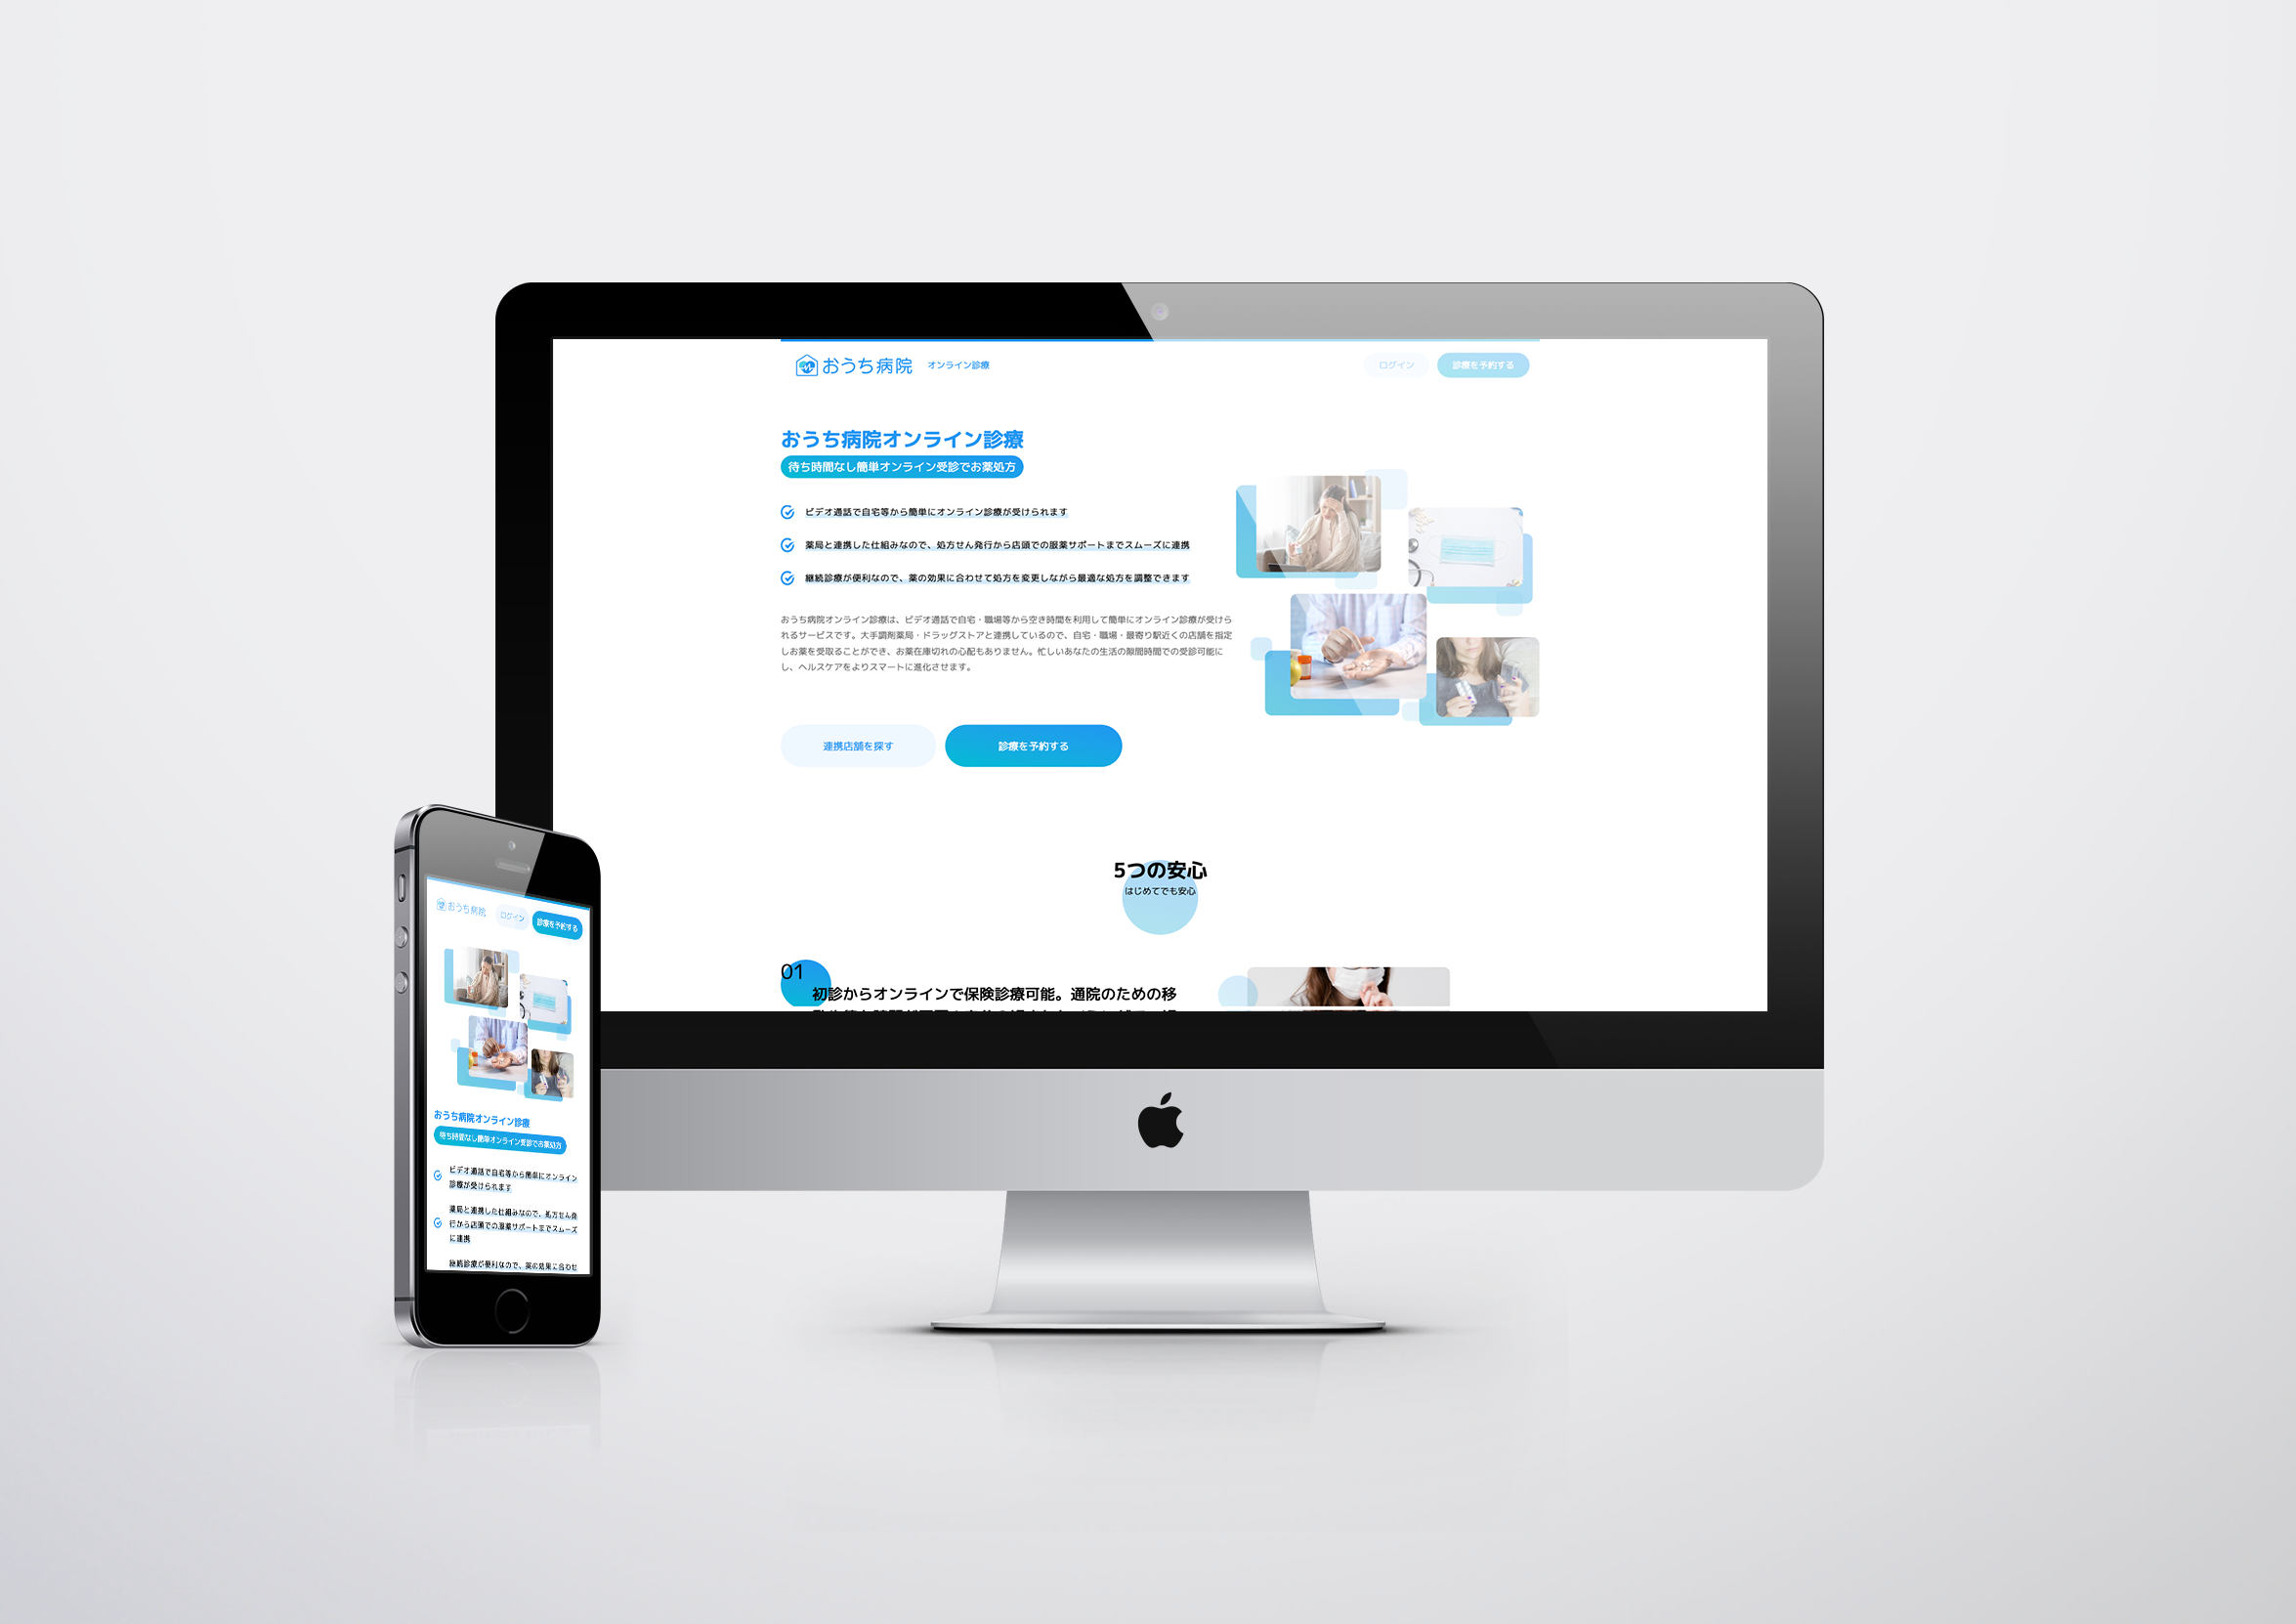 おうち病院
オンライン診療
ログイン
診療を予約する
おうち病院オンライン診療
待ち時間なし簡単オンライン受診でお薬処方
ビデオ通話で自宅等から簡単にオンライン診療が受けられます
薬局と連携した仕組みなので、処方せん発行から店頭での服薬サポートまでスムーズに連携
継続診療が便利なので、薬の効果に合わせて処方を変更しながら最適な処方を調整できます
おうち病院オンライン診療は、ビデオ通話で自宅・職場等から空き時間を利用して簡単にオンライン診療が受けら
れるサービスです。大手調剤薬局・ドラッグストアと連携しているので、自宅・職場・最寄り駅近くの店舗を指定
しお薬を受取ることができ、お薬在庫切れの心配もありません。忙しいあなたの生活の隙間時間での受診可能に
し、ヘルスケアをよりスマートに進化させます。
連携店舗を探す
診療を予約する
5つの安心
はじめてでも安心
01
初診からオンラインで保険診療可能。通院のための移
おうち病院
ログイン
診療を予約する
おうち病院オンライン診療
待ち時間なし簡単オンライン受診でお薬処方
ビデオ通話で自宅等から簡単にオンライン
診療が受けられます
薬局と連携した仕組みなので、処方せん発
行から店頭での服薬サポートまでスムーズ
に連携
継続診療が便利なので、薬の効果に合わせ